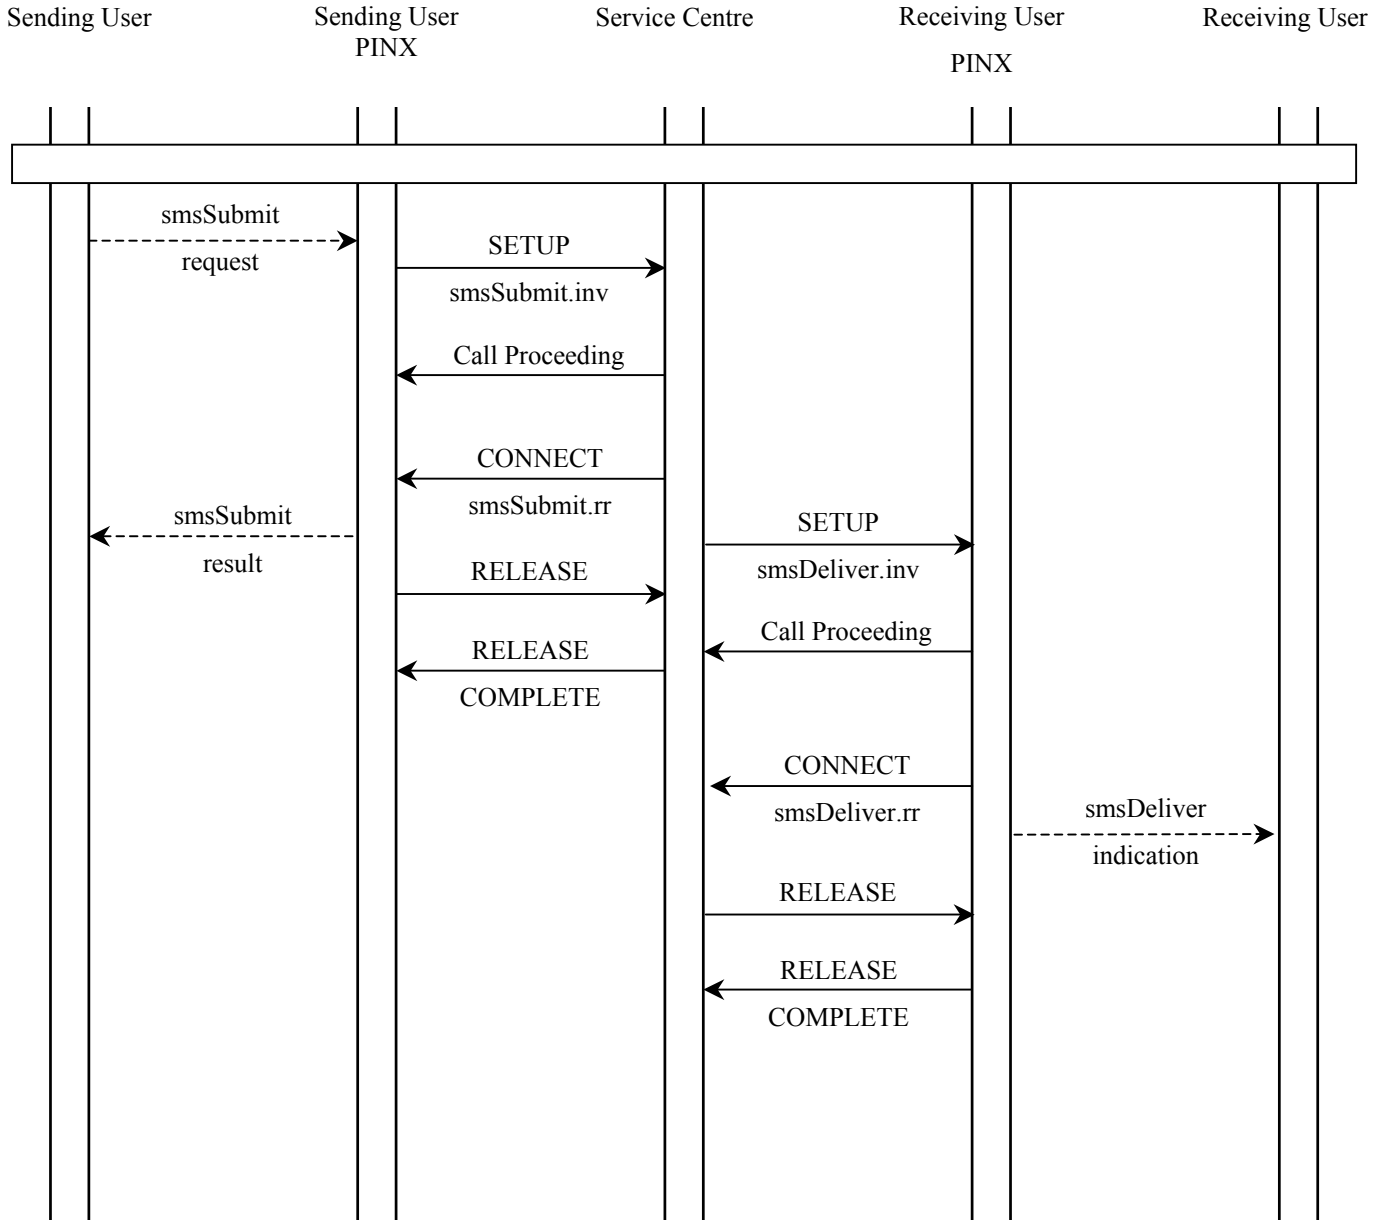 Sending User
Sending User
PINX
Service Centre
Receiving User
PINX
Receiving User
smsSubmit
request
SETUP
smsSubmit.inv
Call Proceeding
CONNECT
smsSubmit.rr
smsSubmit
result
SETUP
smsDeliver.inv
RELEASE
Call Proceeding
RELEASE
COMPLETE
CONNECT
smsDeliver.rr
smsDeliver
indication
RELEASE
RELEASE
COMPLETE